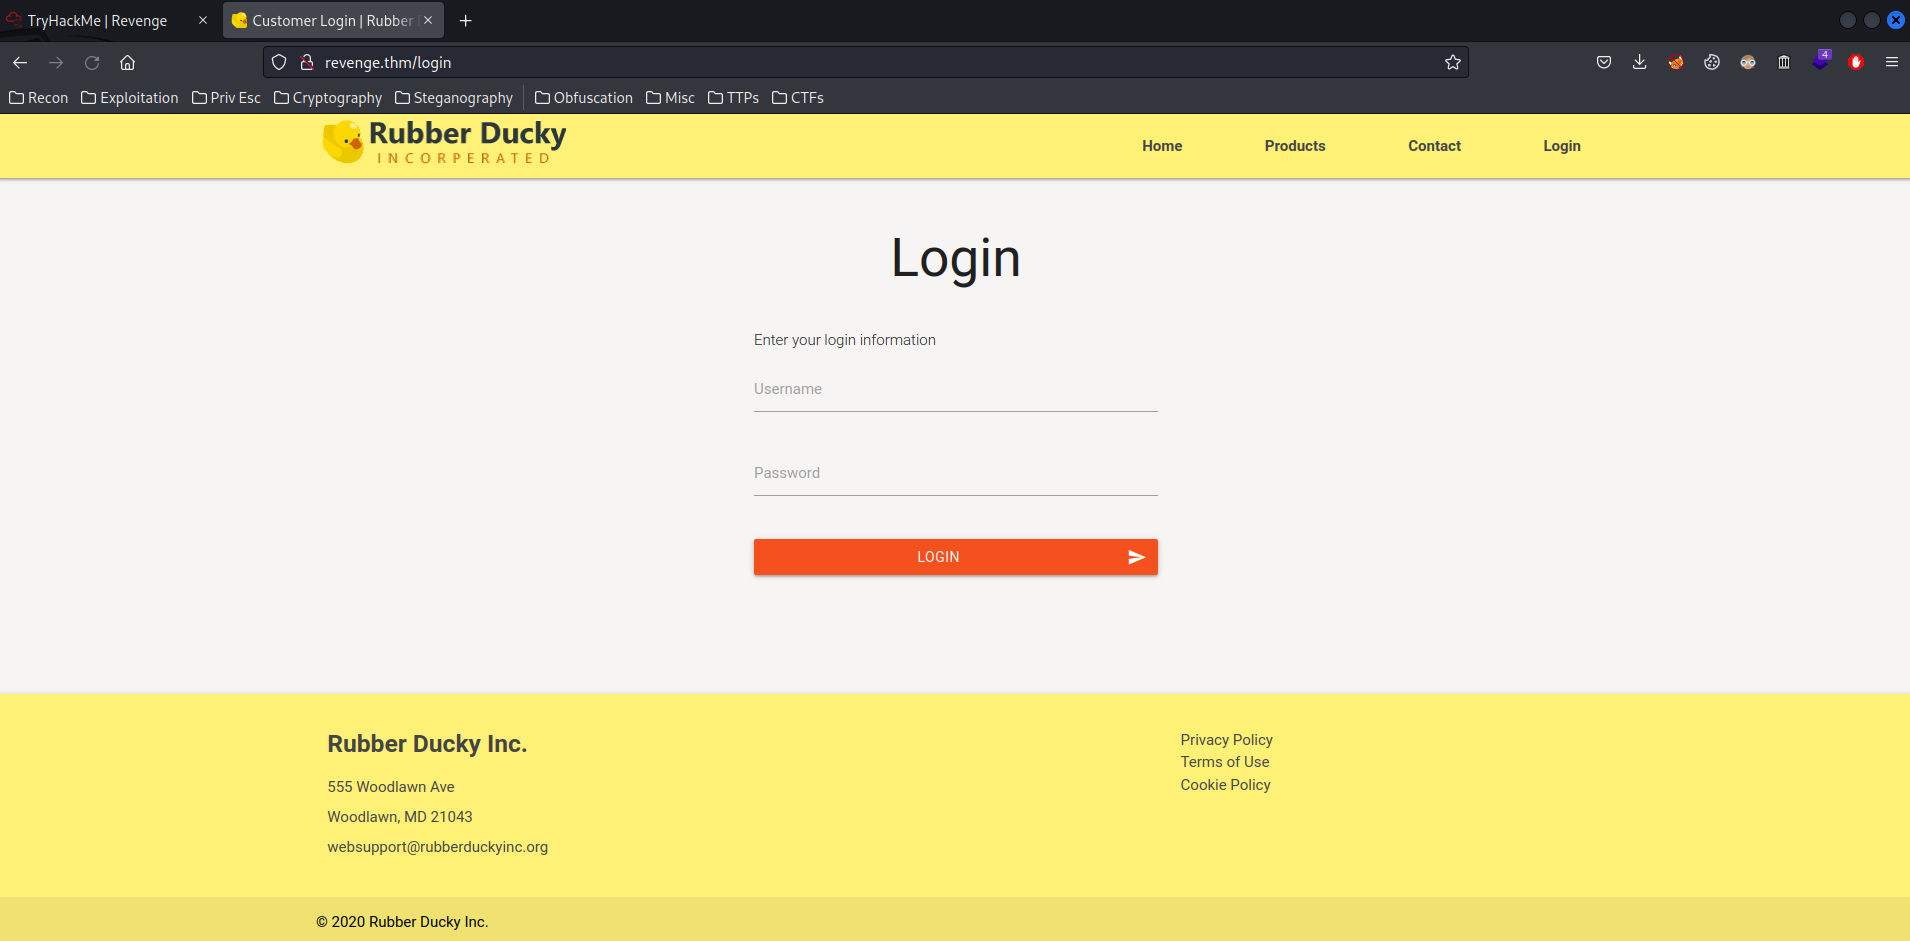 TryHackMe | Revenge
Customer Login | Rubber
revenge.thm/login
4
Recon Exploitation Priv Esc Cryptography Steganography Obfuscation Misc TTPs CTFs
Rubber Ducky
INCORPERATED
Home Products Contact Login
Login
Enter your login information
Username
Password
LOGIN
Rubber Ducky Inc.
555 Woodlawn Ave
Woodlawn, MD 21043
websupport@rubberduckyinc.org
Privacy Policy
Terms of Use
Cookie Policy
© 2020 Rubber Ducky Inc.